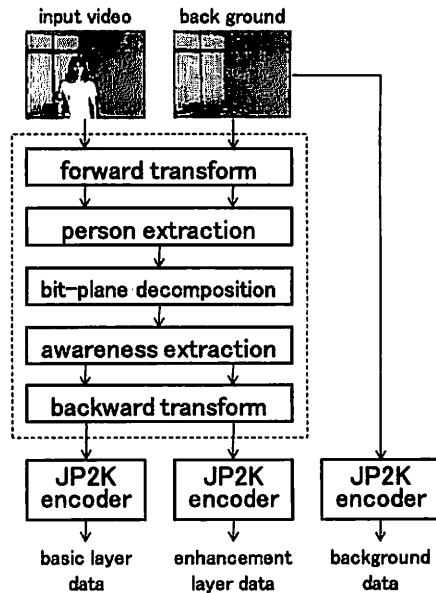 input video
back ground
forward transform
person extraction
bit-plane decomposition
awareness extraction
backward transform
JP2K
encoder
JP2K
encoder
JP2K
encoder
basic layer
data
enhancement
layer data
background
data